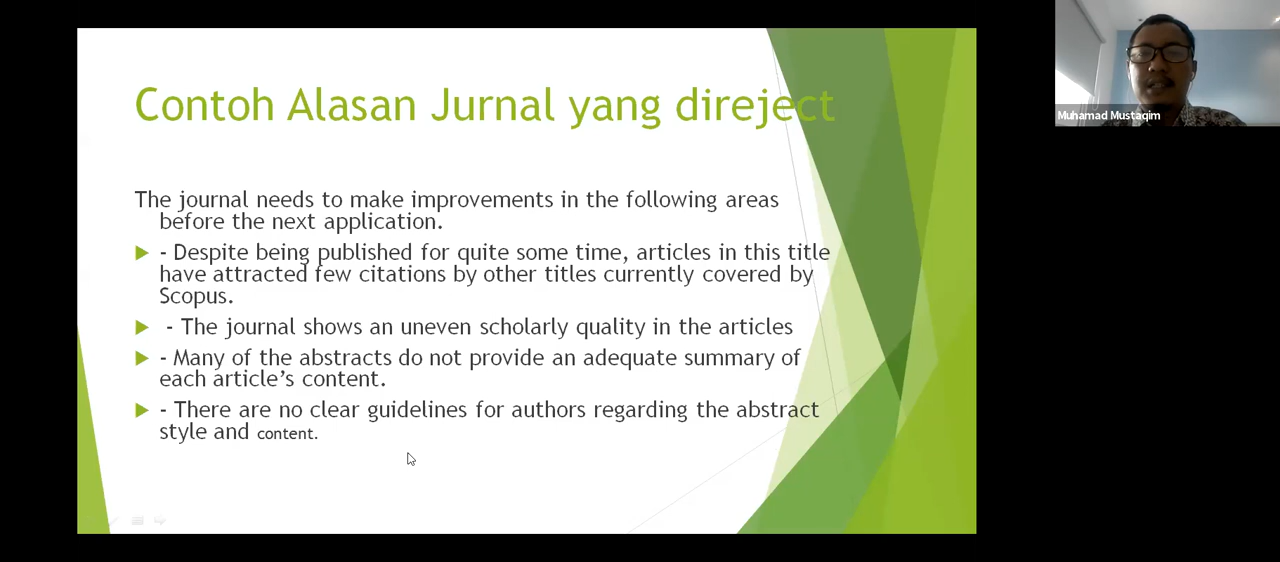 Contoh Alasan Jurnal yang direject
The journal needs to make improvements in the following areas
before the next application.
- Despite being published for quite some time, articles in this title
have attracted few citations by other titles currently covered by
Scopus.
- The journal shows an uneven scholarly quality in the articles
- Many of the abstracts do not provide an adequate summary of
each article's content.
- There are no clear guidelines for authors regarding the abstract
style and content.
Muhamad Mustaqim